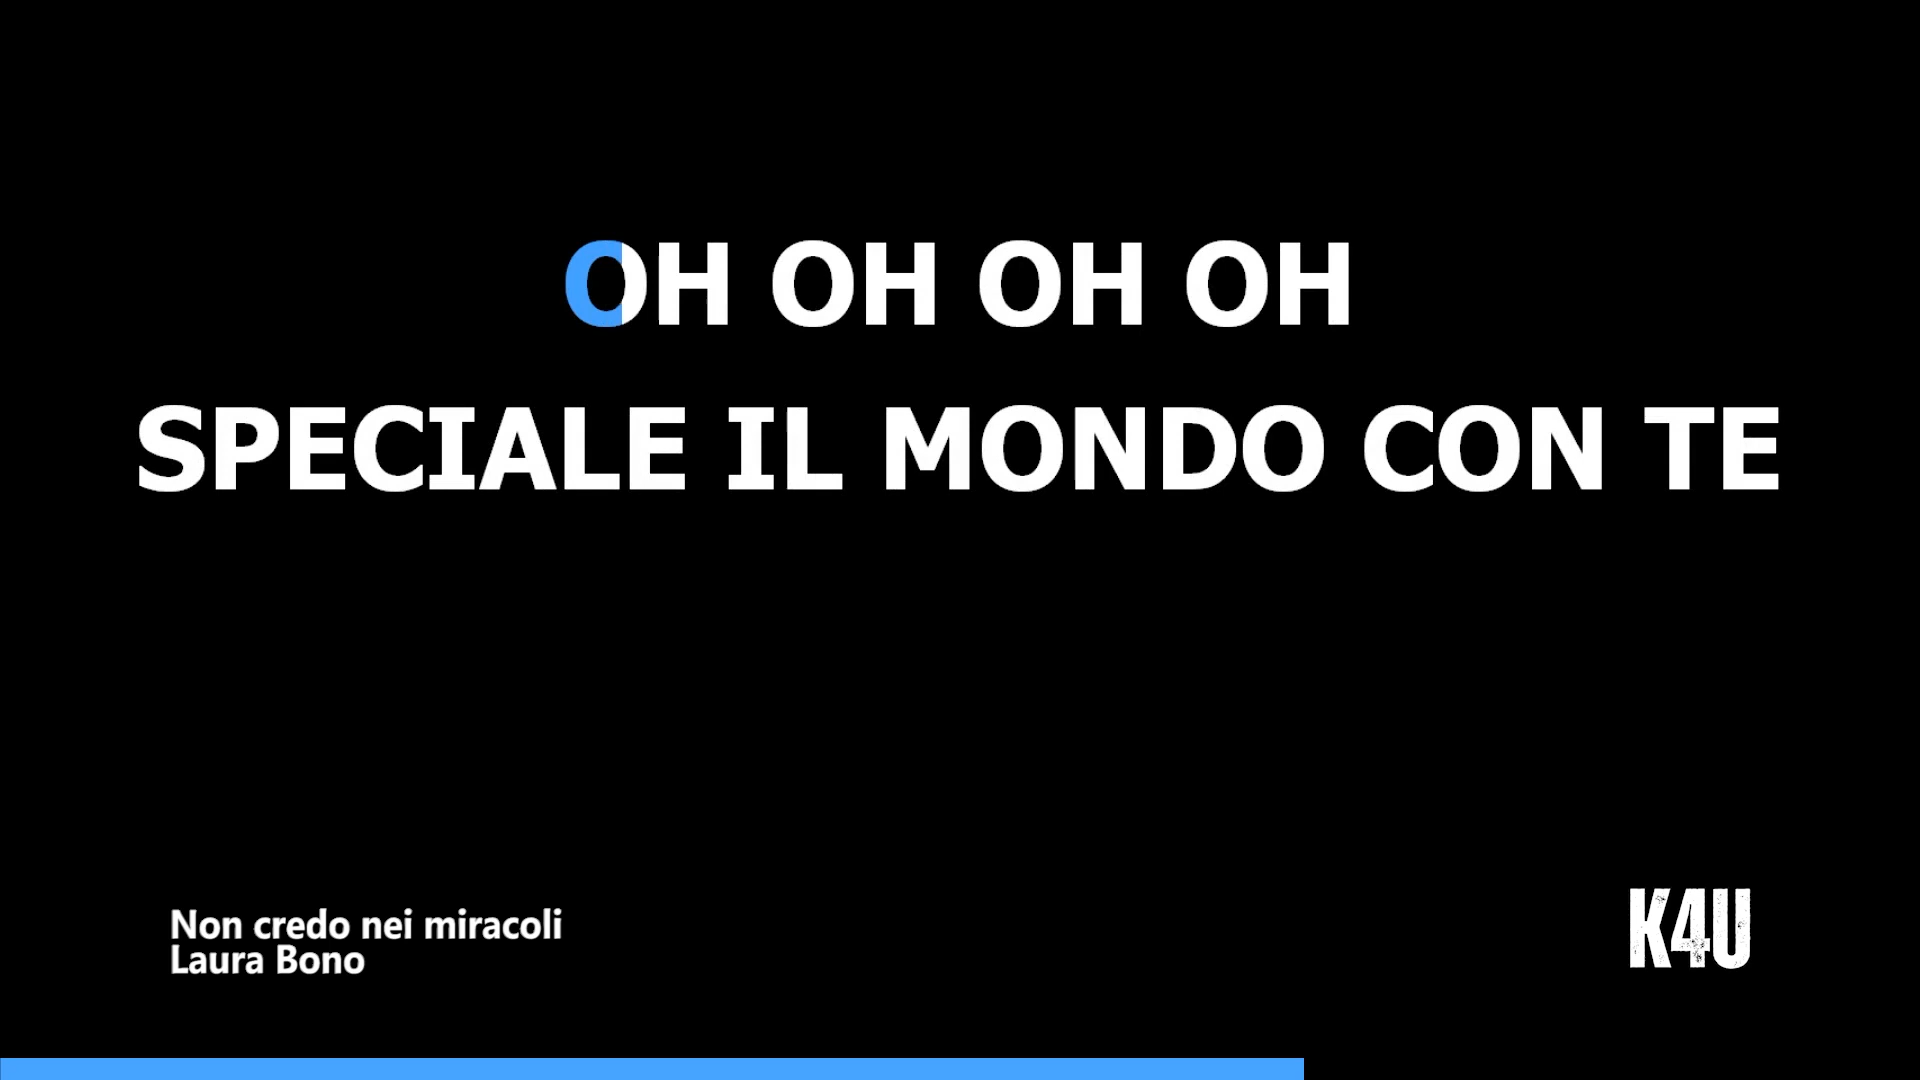 OH OH OH OH
SPECIALE IL MONDO CON TE
Non credo nei miracoli
Laura Bono
K4U